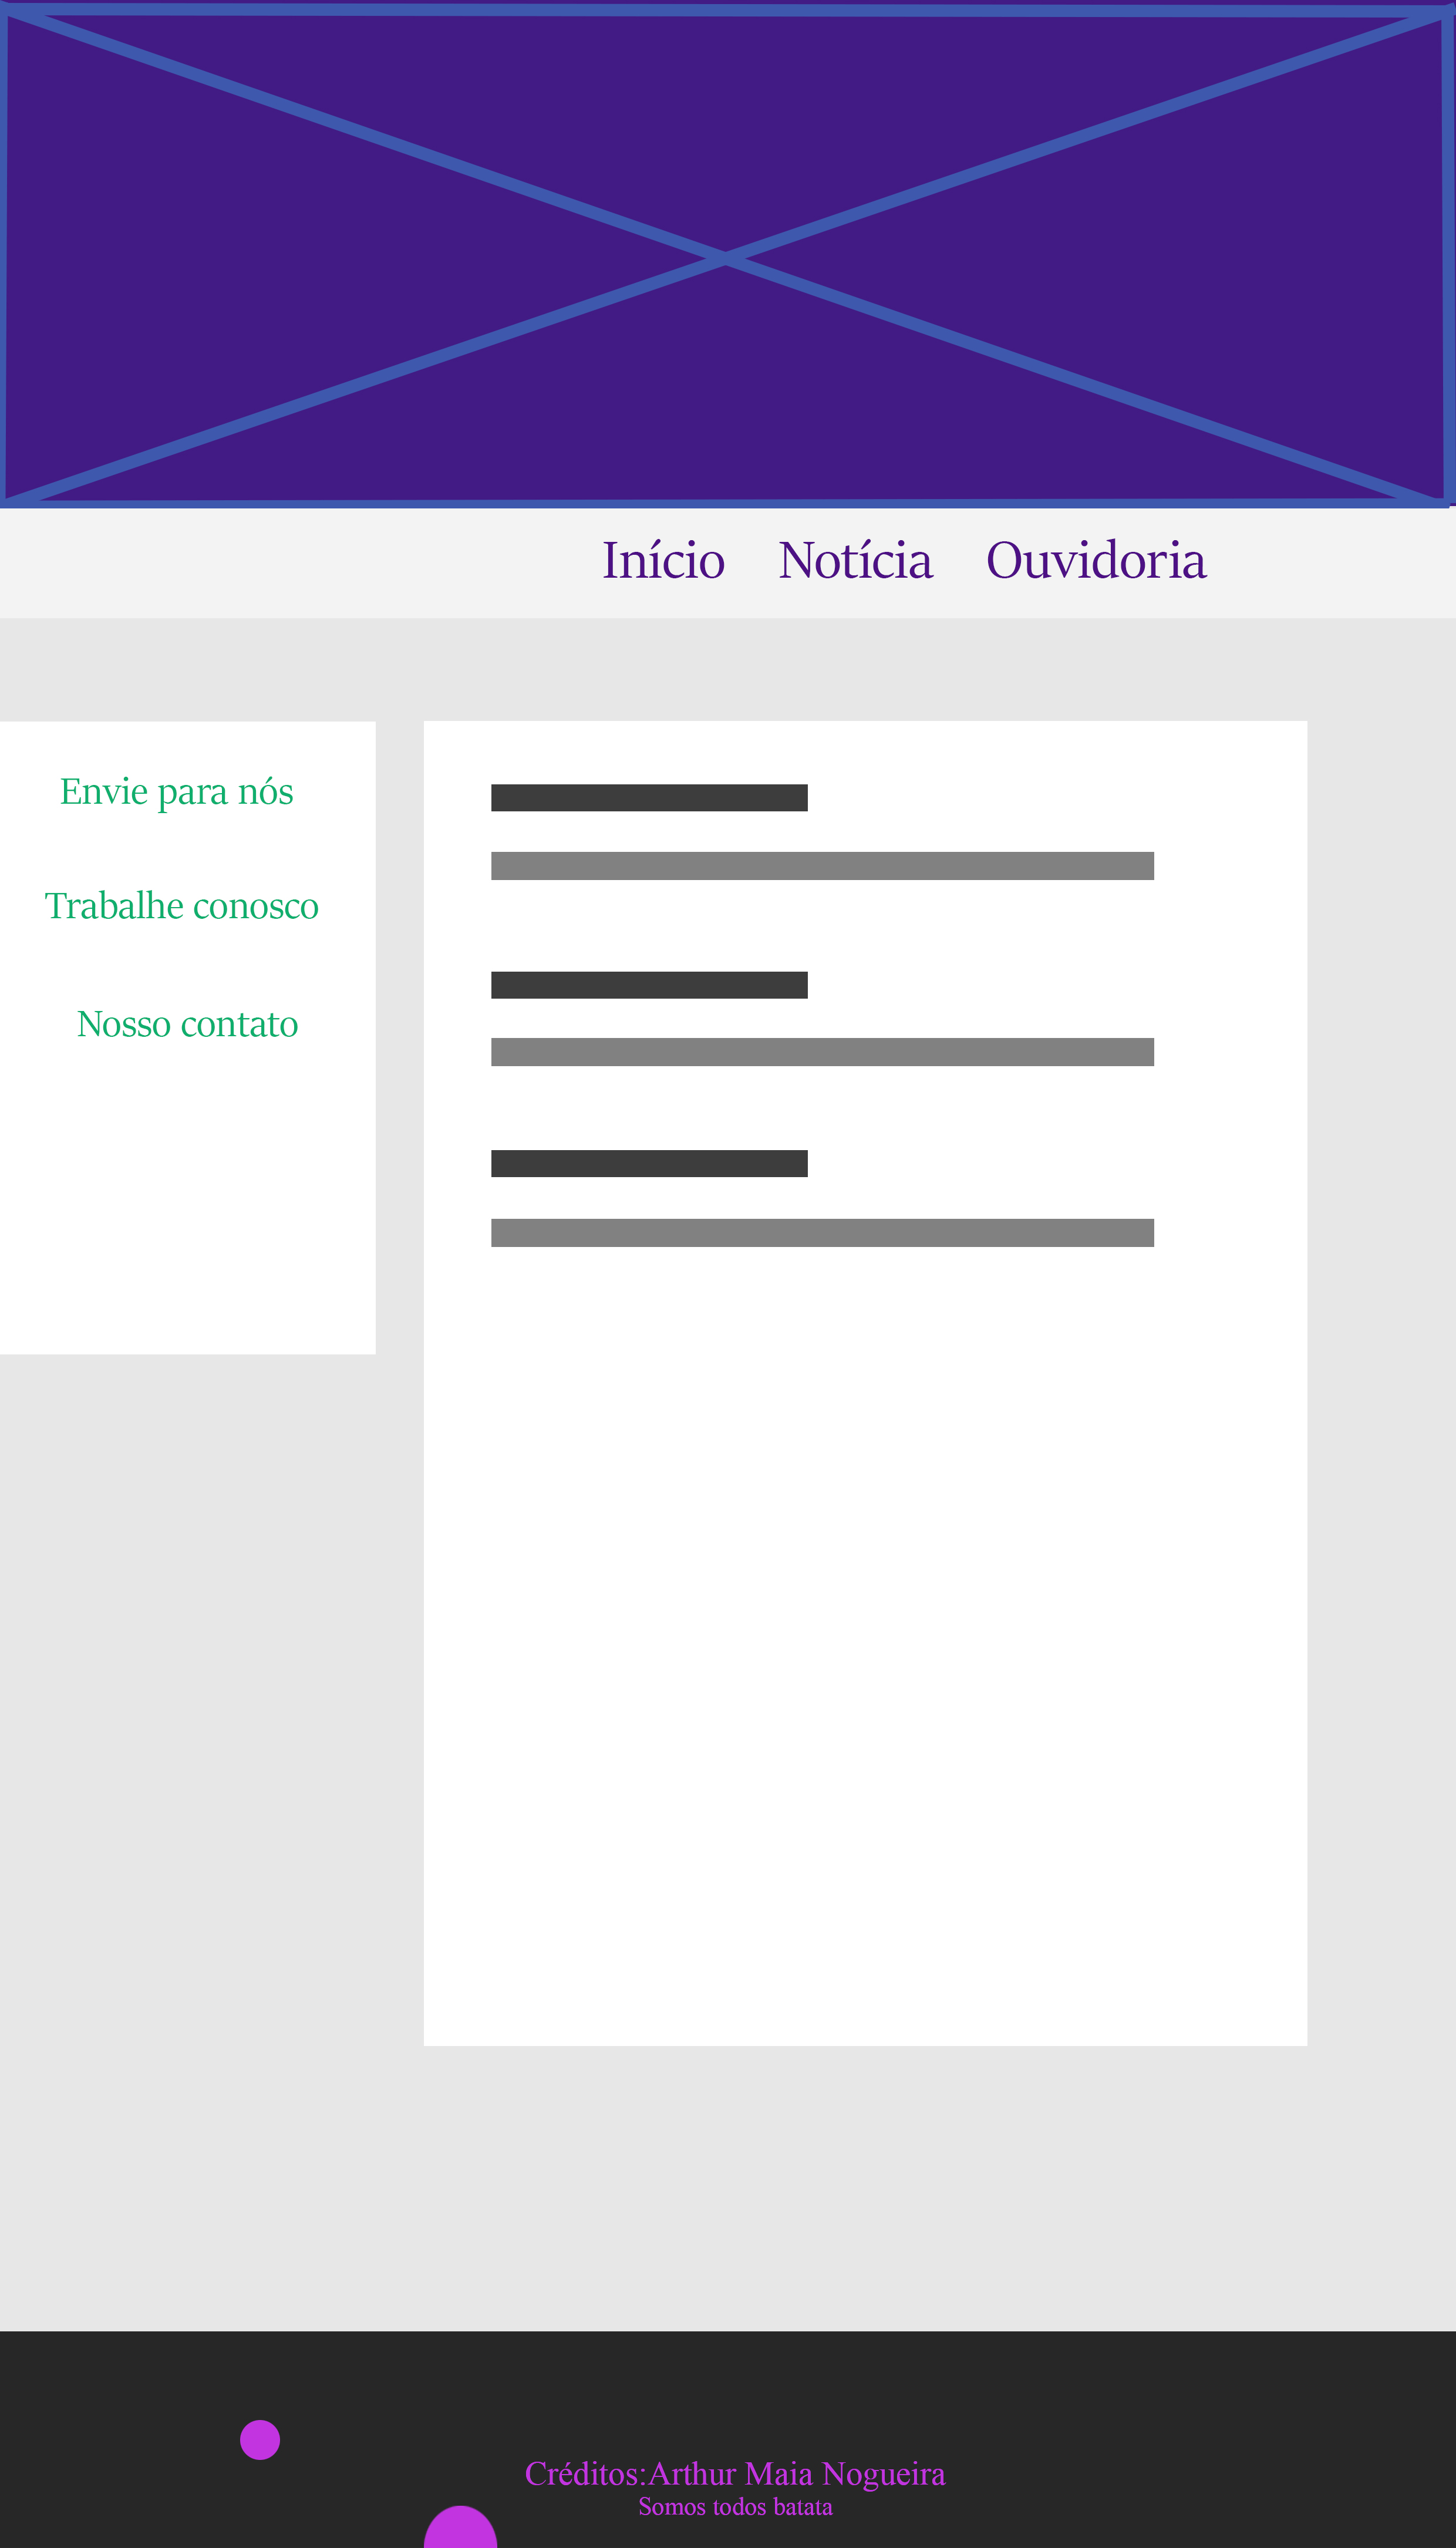 Início Notícia Ouvidoria
Envie para nós
Trabalhe conosco
Nosso contato
Créditos:Arthur Maia Nogueira
Somos todos batata